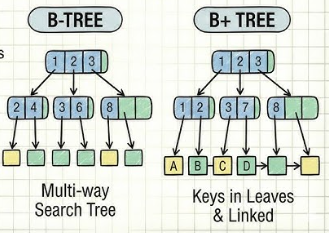 B-TREE
1 2 3
2 4 3 6 8
Multi-way
Search Tree
B+ TREE
1 2 3
1 2 3 7 8
A B C D
Keys in Leaves
& Linked